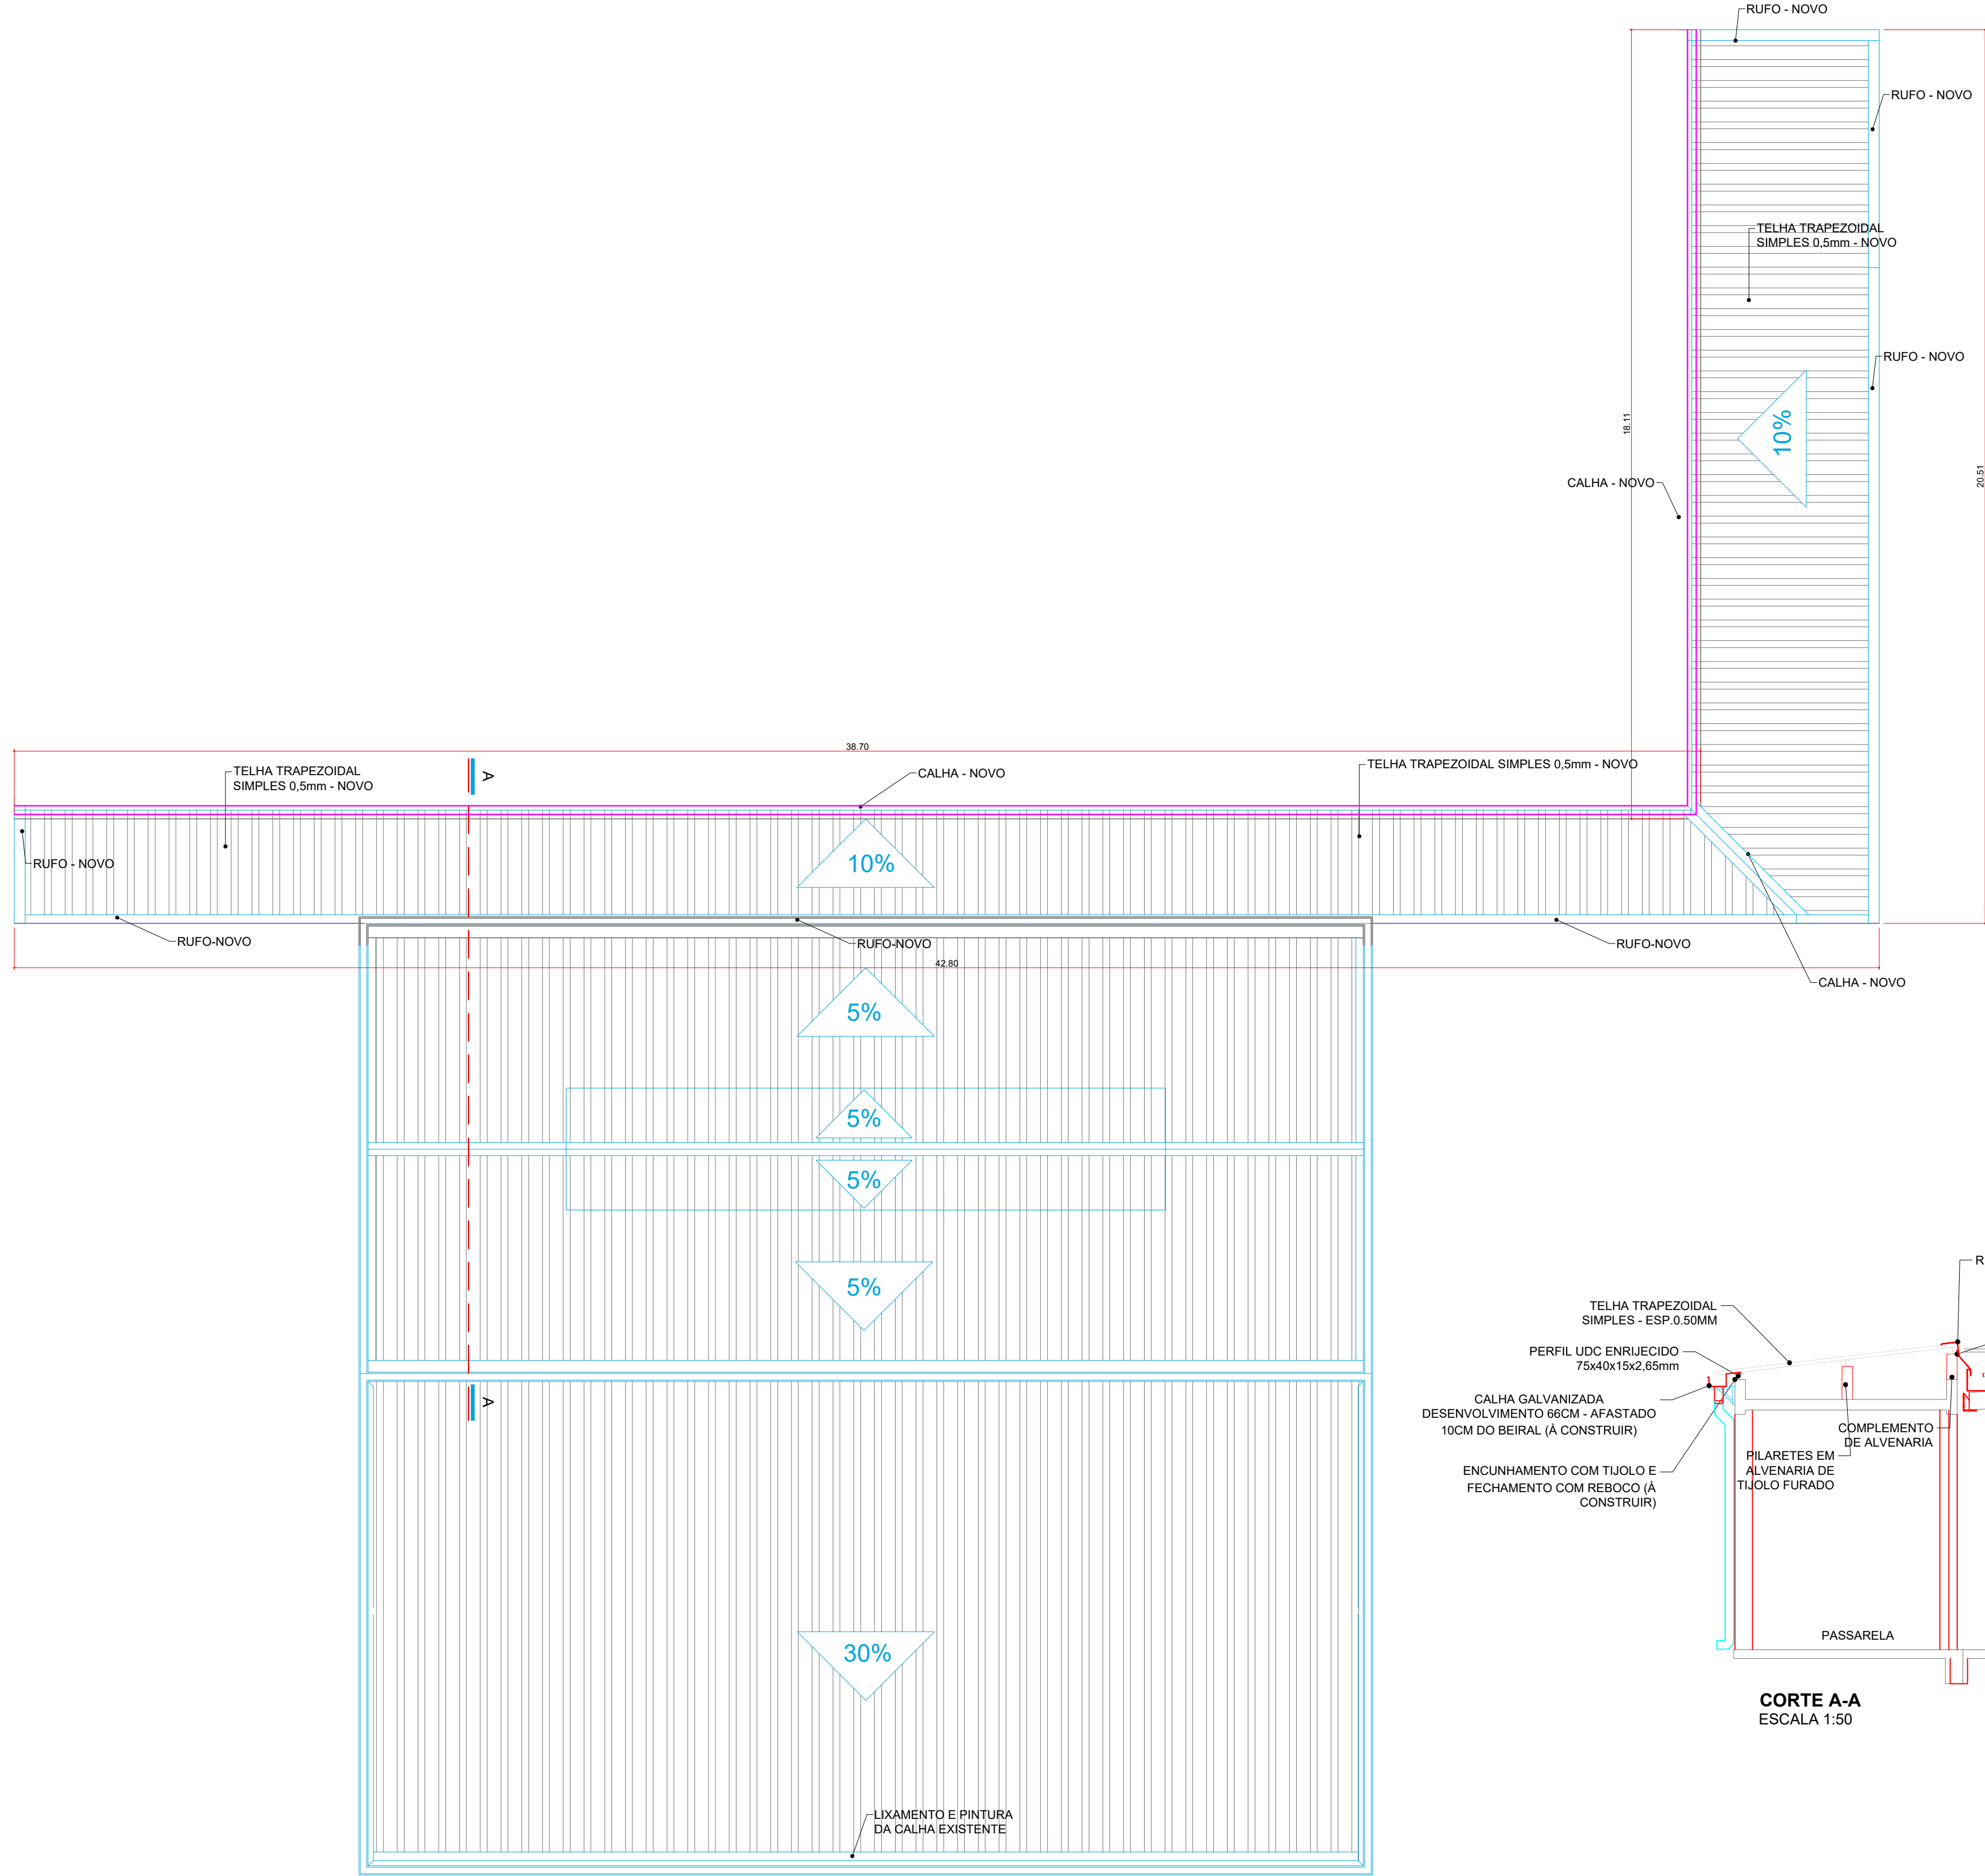 RUFO - NOVO
RUFO - NOVO
TELHA TRAPEZOIDAL
SIMPLES 0,5mm - NOVO
RUFO - NOVO
10%
18.11
20.51
CALHA - NOVO
38.70
TELHA TRAPEZOIDAL
SIMPLES 0,5mm - NOVO
A
CALHA - NOVO
TELHA TRAPEZOIDAL SIMPLES 0,5mm - NOVO
RUFO - NOVO
10%
RUFO-NOVO
RUFO-NOVO
RUFO-NOVO
42.80
CALHA - NOVO
5%
5%
5%
5%
A
30%
LIXAMENTO E PINTURA
DA CALHA EXISTENTE
R
TELHA TRAPEZOIDAL
SIMPLES - ESP.0.50MM
PERFIL UDC ENRIJECIDO
75x40x15x2,65mm
CALHA GALVANIZADA
DESENVOLVIMENTO 66CM - AFASTADO
10CM DO BEIRAL (À CONSTRUIR)
COMPLEMENTO
DE ALVENARIA
PILARETES EM
ALVENARIA DE
TIJOLO FURADO
ENCUNHAMENTO COM TIJOLO E
FECHAMENTO COM REBOCO (À
CONSTRUIR)
PASSARELA
CORTE A-A
ESCALA 1:50